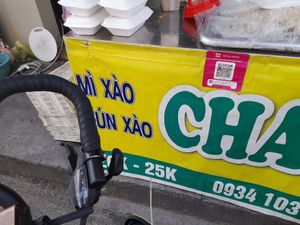 MÌ XÀO
ÚN XÀO
CHA
K - 25K
0934 103